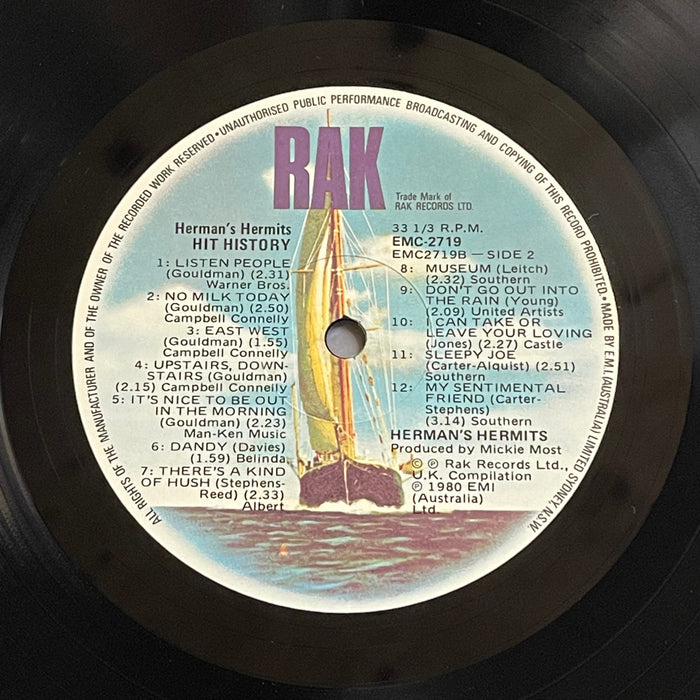 ALL RIGHTS OF THE MANUFACTURER AND OF THE OWNER OF THE RECORDED WORK RESERVED • UNAUTHORISED PUBLIC PERFORMANCE BROADCASTING AND COPYING OF THIS RECORD PROHIBITED. • MADE BY E.M.I. (AUSTRALIA) LIMITED SYDNEY N.S.W.
RAK
Trade Mark of
RAK RECORDS LTD.
Herman's Hermits
HIT HISTORY
1: LISTEN PEOPLE
(Gouldman) (2.31)
Warner Bros.
2: NO MILK TODAY
(Gouldman) (2.50)
Campbell Connelly
3: EAST WEST
(Gouldman) (1.55)
Campbell Connelly
4: UPSTAIRS, DOWN-
STAIRS (Gouldman)
(2.15) Campbell Connelly
5: IT'S NICE TO BE OUT
IN THE MORNING
(Gouldman) (2.23)
Man-Ken Music
6: DANDY (Davies)
(1.59) Belinda
7: THERE'S A KIND
OF HUSH (Stephens-
Reed) (2.33)
Albert
33 1/3 R.P.M.
EMC-2719
EMC2719B — SIDE 2
8: MUSEUM (Leitch)
(2.32) Southern
9: DON'T GO OUT INTO
THE RAIN (Young)
(2.09) United Artists
10: I CAN TAKE OR
LEAVE YOUR LOVING
(Jones) (2.27) Castle
11: SLEEPY JOE
(Carter-Alquist) (2.51)
Southern
12: MY SENTIMENTAL
FRIEND (Carter-
Stephens)
(3.14) Southern
HERMAN'S HERMITS
Produced by Mickie Most
© ℗ Rak Records Ltd.,
U.K. Compilation
℗ 1980 EMI
(Australia)
Ltd.